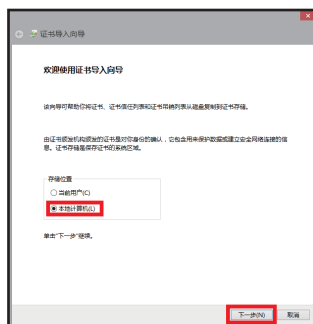 证书导入向导
欢迎使用证书导入向导
该向导可帮助你将证书、证书信任列表和证书吊销列表从磁盘复制到证书存储。
由证书颁发机构颁发的证书是对你身份的确认，它包含用来保护数据或建立安全网络连接的信
息。证书存储是保存证书的系统区域。
存储位置
当前用户(C)
本地计算机(L)
单击"下一步"继续。
下一步(N) 取消